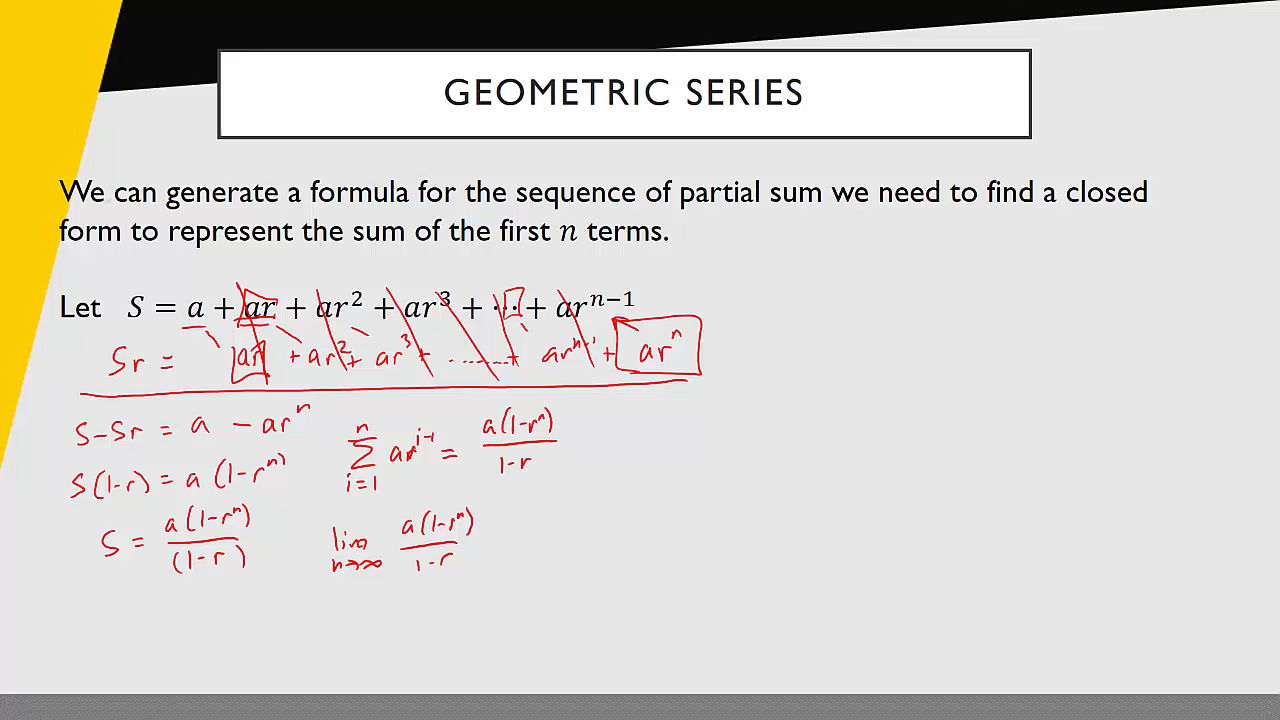 GEOMETRIC SERIES
We can generate a formula for the sequence of partial sum we need to find a closed
form to represent the sum of the first n terms.
Let S = a + ar + ar² + ar³ + ⋯ + arⁿ⁻¹
Sr = ar + ar² + ar³ + ........+ arⁿ⁻¹ + arⁿ
S-Sr = a - arⁿ
S(1-r) = a(1-rⁿ)
S = a(1-rⁿ) / (1-r)
n ∑ i=1 arⁱ⁻¹ = a(1-rⁿ) / 1-r
lim n→∞ a(1-rⁿ) / 1-r